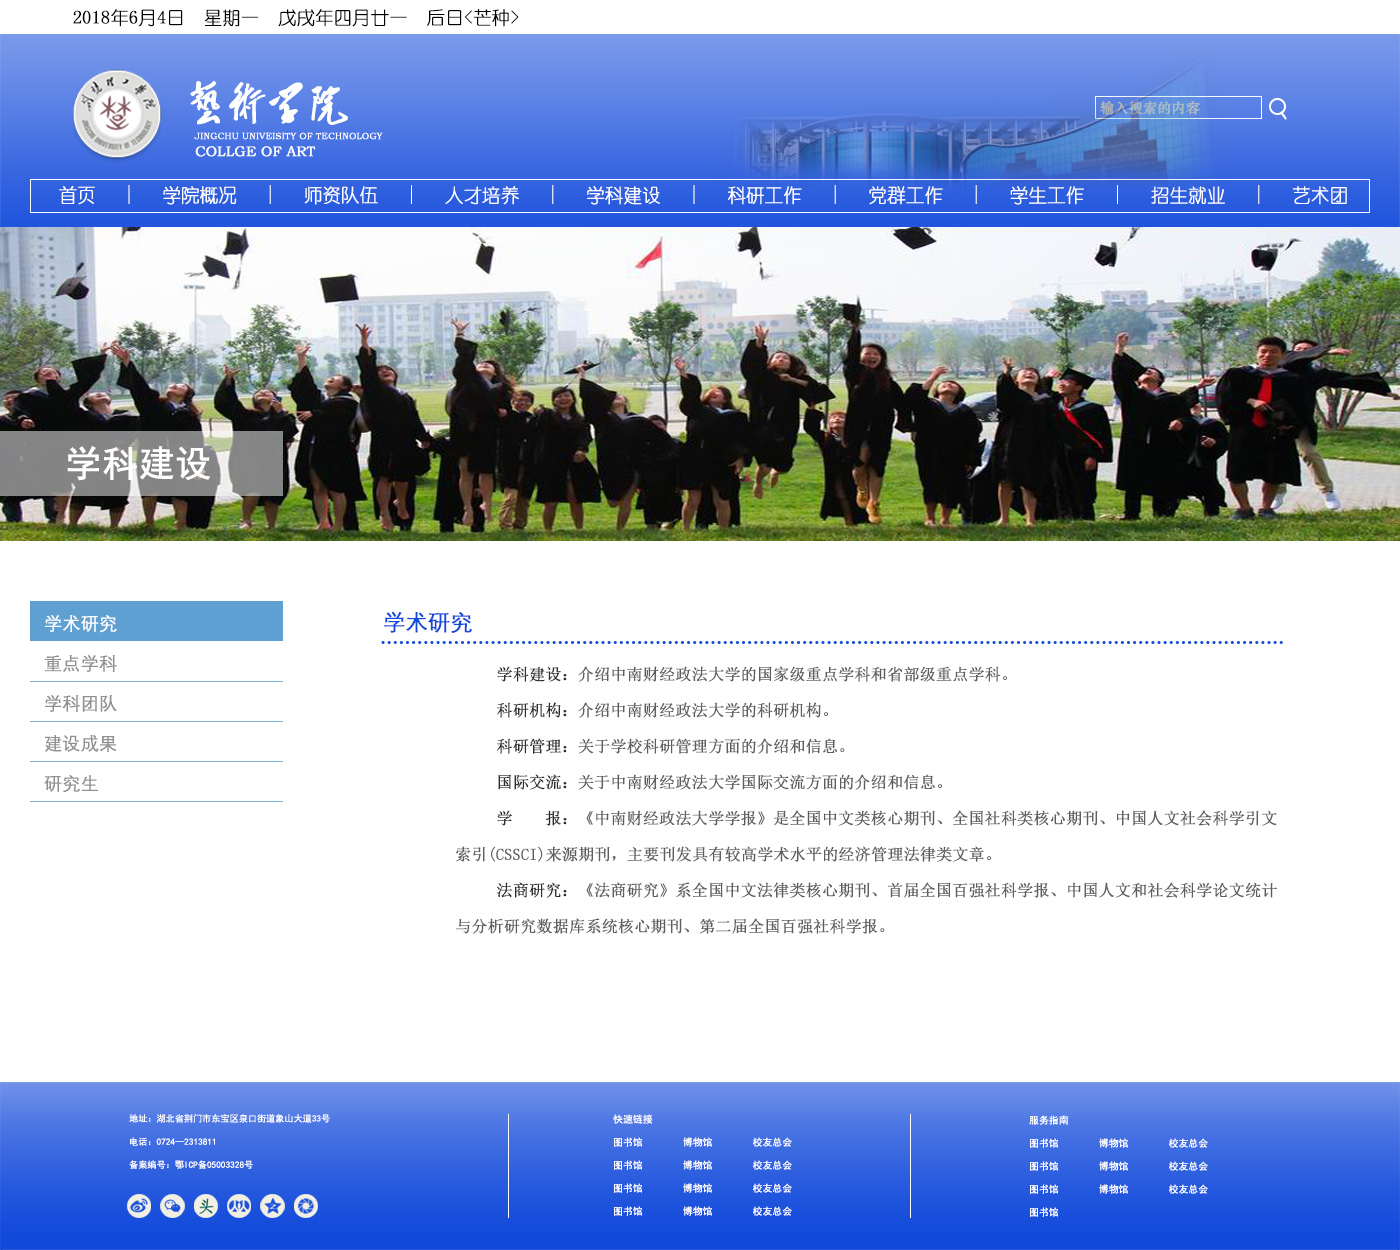 2018年6月4日 星期一 戊戌年四月廿一 后日<芒种>
藝術学院
JINGCHU UNIVEISITY OF TECHNOLOGY
COLLGE OF ART
输入搜索的内容
首页 | 学院概况 | 师资队伍 | 人才培养 | 学科建设 | 科研工作 | 党群工作 | 学生工作 | 招生就业 | 艺术团
学科建设
学术研究
重点学科
学科团队
建设成果
研究生
学术研究
学科建设：介绍中南财经政法大学的国家级重点学科和省部级重点学科。
科研机构：介绍中南财经政法大学的科研机构。
科研管理：关于学校科研管理方面的介绍和信息。
国际交流：关于中南财经政法大学国际交流方面的介绍和信息。
学　　报：《中南财经政法大学学报》是全国中文类核心期刊、全国社科类核心期刊、中国人文社会科学引文
索引(CSSCI)来源期刊，主要刊发具有较高学术水平的经济管理法律类文章。
法商研究：《法商研究》系全国中文法律类核心期刊、首届全国百强社科学报、中国人文和社会科学论文统计
与分析研究数据库系统核心期刊、第二届全国百强社科学报。
地址：湖北省荆门市东宝区泉口街道象山大道33号
电话：0724—2313811
备案编号：鄂ICP备05003328号
头
快速链接
图书馆 博物馆 校友总会
图书馆 博物馆 校友总会
图书馆 博物馆 校友总会
图书馆 博物馆 校友总会
服务指南
图书馆 博物馆 校友总会
图书馆 博物馆 校友总会
图书馆 博物馆 校友总会
图书馆